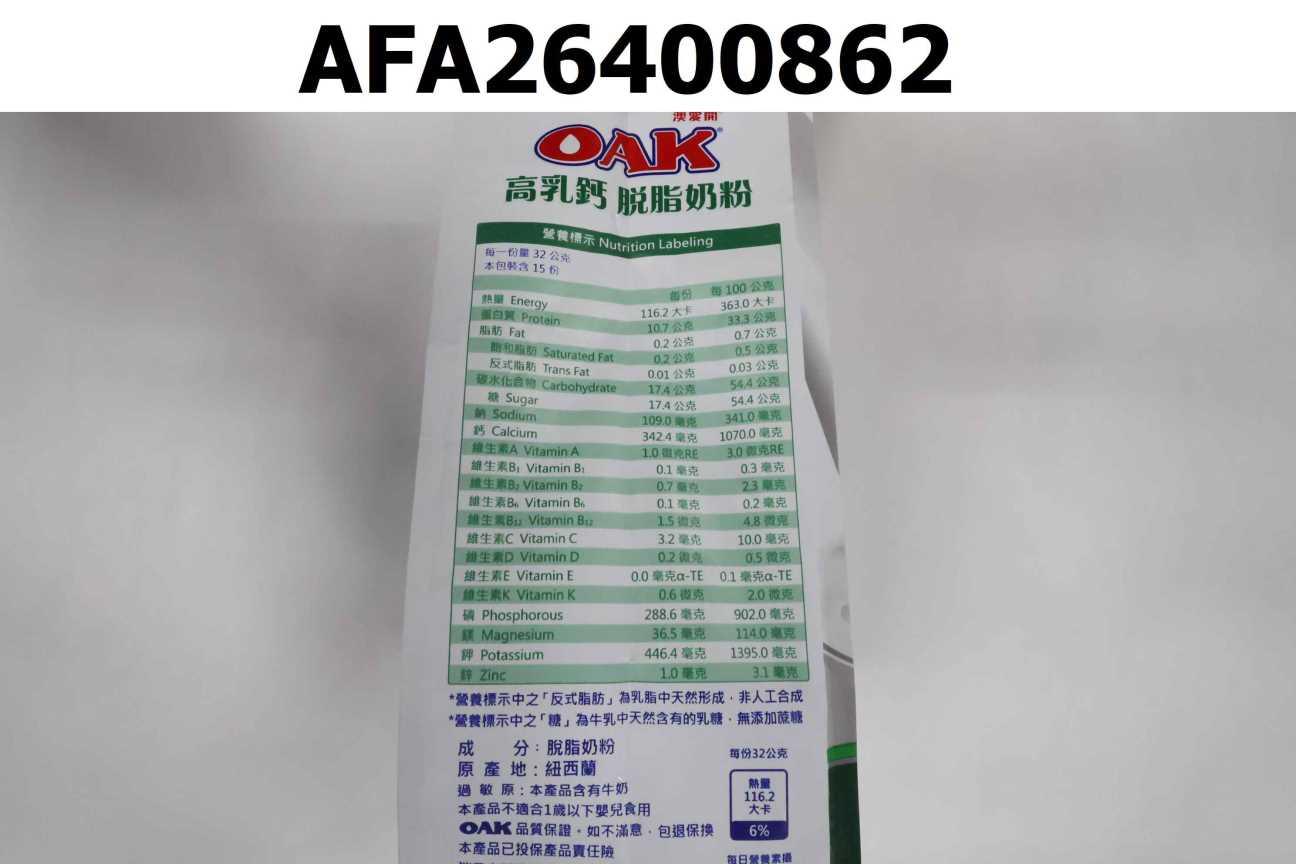 AFA26400862
澳愛開
OAK®
高乳鈣 脱脂奶粉
營養標示 Nutrition Labeling
每一份量 32 公克
本包裝含 15 份
每份 每 100 公克
熱量 Energy 116.2 大卡 363.0 大卡
蛋白質 Protein 10.7 公克 33.3 公克
脂肪 Fat 0.2 公克 0.7 公克
飽和脂肪 Saturated Fat 0.2 公克 0.5 公克
反式脂肪 Trans Fat 0.01 公克 0.03 公克
碳水化合物 Carbohydrate 17.4 公克 54.4 公克
糖 Sugar 17.4 公克 54.4 公克
鈉 Sodium 109.0 毫克 341.0 毫克
鈣 Calcium 342.4 毫克 1070.0 毫克
維生素A Vitamin A 1.0 微克RE 3.0 微克RE
維生素B₁ Vitamin B₁ 0.1 毫克 0.3 毫克
維生素B₂ Vitamin B₂ 0.7 毫克 2.3 毫克
維生素B₆ Vitamin B₆ 0.1 毫克 0.2 毫克
維生素B₁₂ Vitamin B₁₂ 1.5 微克 4.8 微克
維生素C Vitamin C 3.2 毫克 10.0 毫克
維生素D Vitamin D 0.2 微克 0.5 微克
維生素E Vitamin E 0.0 毫克α-TE 0.1 毫克α-TE
維生素K Vitamin K 0.6 微克 2.0 微克
磷 Phosphorous 288.6 毫克 902.0 毫克
鎂 Magnesium 36.5 毫克 114.0 毫克
鉀 Potassium 446.4 毫克 1395.0 毫克
鋅 Zinc 1.0 毫克 3.1 毫克
*營養標示中之「反式脂肪」為乳脂中天然形成，非人工合成
*營養標示中之「糖」為牛乳中天然含有的乳糖，無添加蔗糖
成 分：脫脂奶粉
原 產 地：紐西蘭
過 敏 原：本產品含有牛奶
本產品不適合1歲以下嬰兒食用
OAK 品質保證。如不滿意，包退保換
本產品已投保產品責任險
每份32公克
熱量
116.2
大卡
6%
每日營養素攝